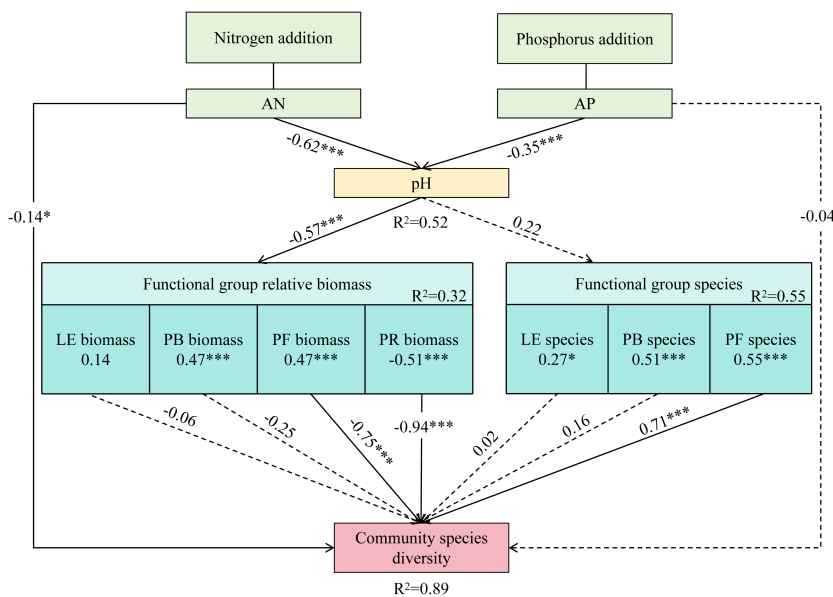 Nitrogen addition
Phosphorus addition
AN
AP
-0.62***
-0.35***
pH
R²=0.52
-0.14*
-0.04
-0.57***
0.22
Functional group relative biomass
R²=0.32
Functional group species
R²=0.55
LE biomass
0.14
PB biomass
0.47***
PF biomass
0.47***
PR biomass
-0.51***
LE species
0.27*
PB species
0.51***
PF species
0.55***
-0.06
-0.25
-0.75***
-0.94***
0.02
0.16
0.71***
Community species
diversity
R²=0.89